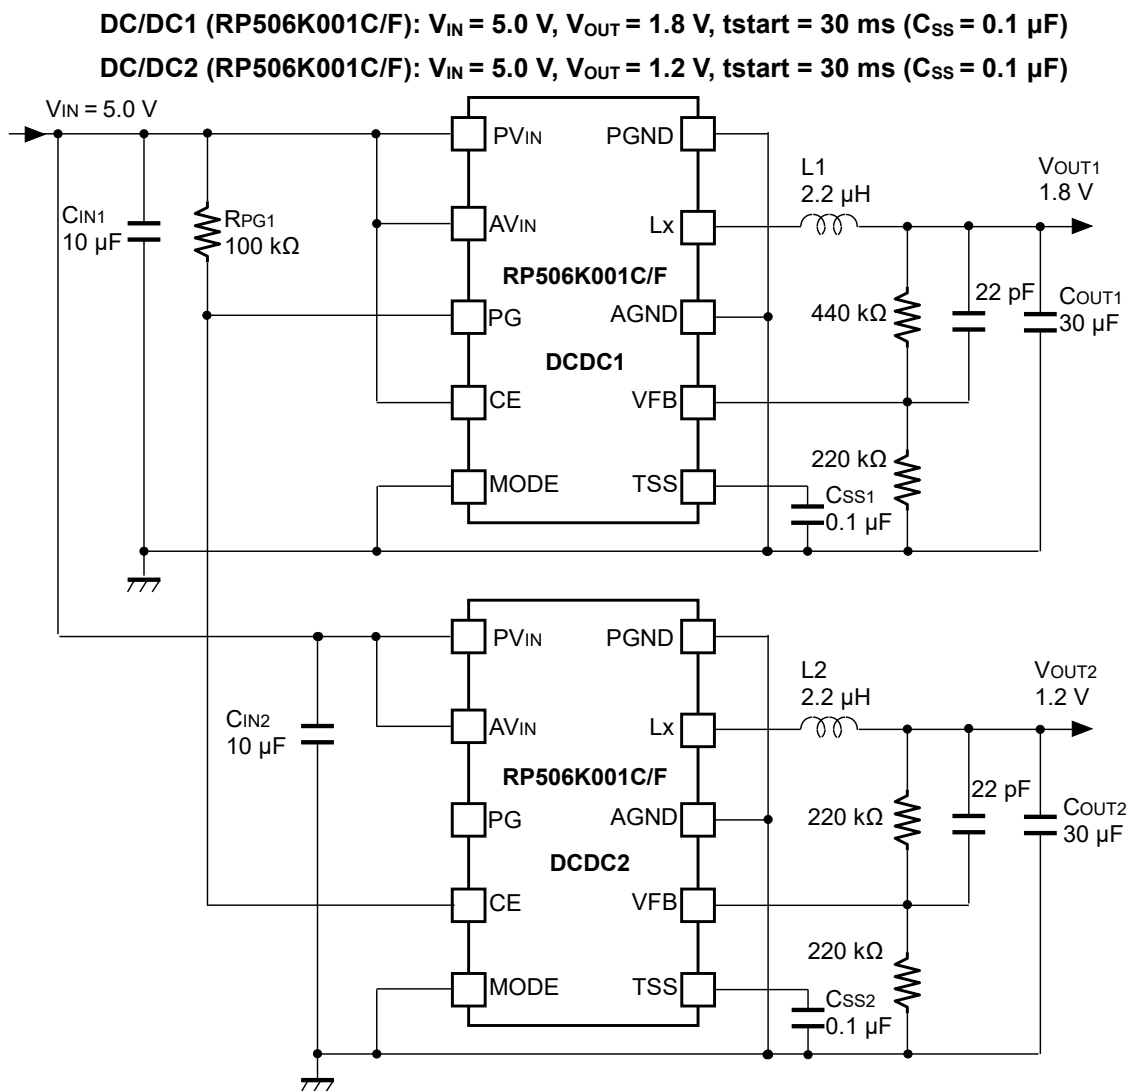 DC/DC1 (RP506K001C/F): VIN = 5.0 V, VOUT = 1.8 V, tstart = 30 ms (CSS = 0.1 µF)
DC/DC2 (RP506K001C/F): VIN = 5.0 V, VOUT = 1.2 V, tstart = 30 ms (CSS = 0.1 µF)
VIN = 5.0 V
PVIN
PGND
L1
2.2 µH
VOUT1
1.8 V
CIN1
10 µF
RPG1
100 kΩ
AVIN
Lx
RP506K001C/F
PG
AGND
440 kΩ
22 pF
COUT1
30 µF
DCDC1
CE
VFB
MODE
TSS
220 kΩ
CSS1
0.1 µF
PVIN
PGND
L2
2.2 µH
VOUT2
1.2 V
CIN2
10 µF
AVIN
Lx
RP506K001C/F
PG
AGND
220 kΩ
22 pF
COUT2
30 µF
DCDC2
CE
VFB
MODE
TSS
220 kΩ
CSS2
0.1 µF